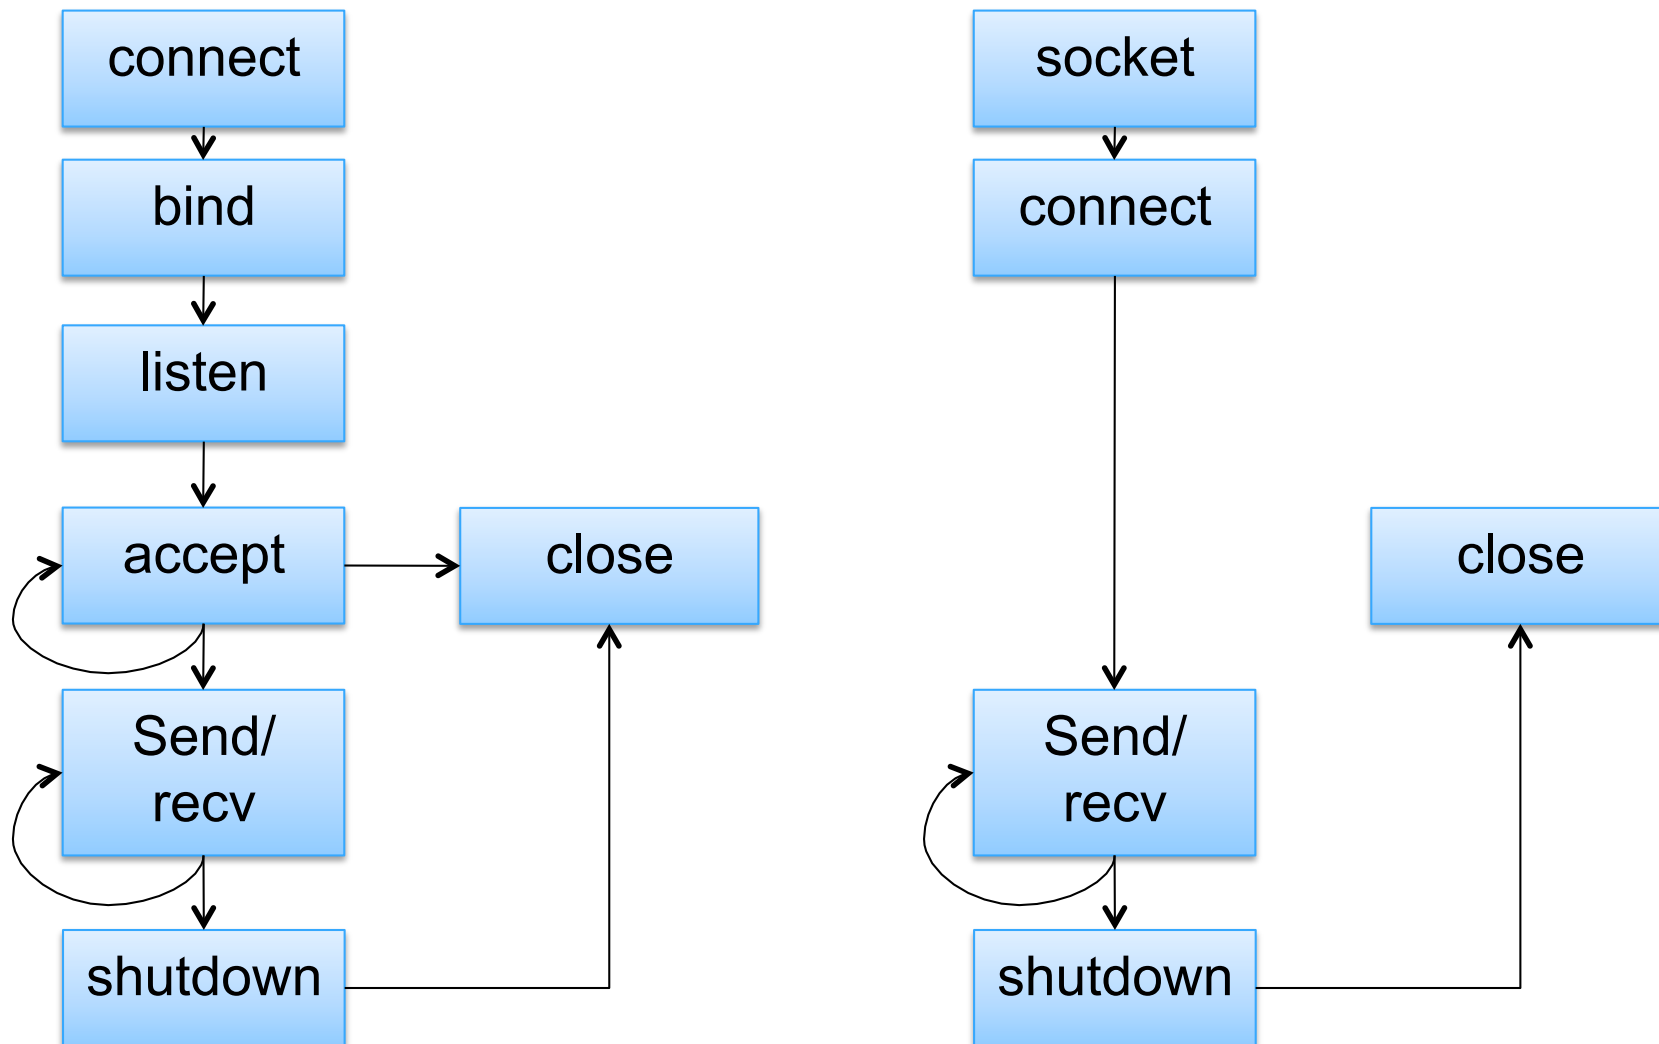 connect
bind
listen
accept
close
Send/
recv
shutdown
socket
connect
close
Send/
recv
shutdown